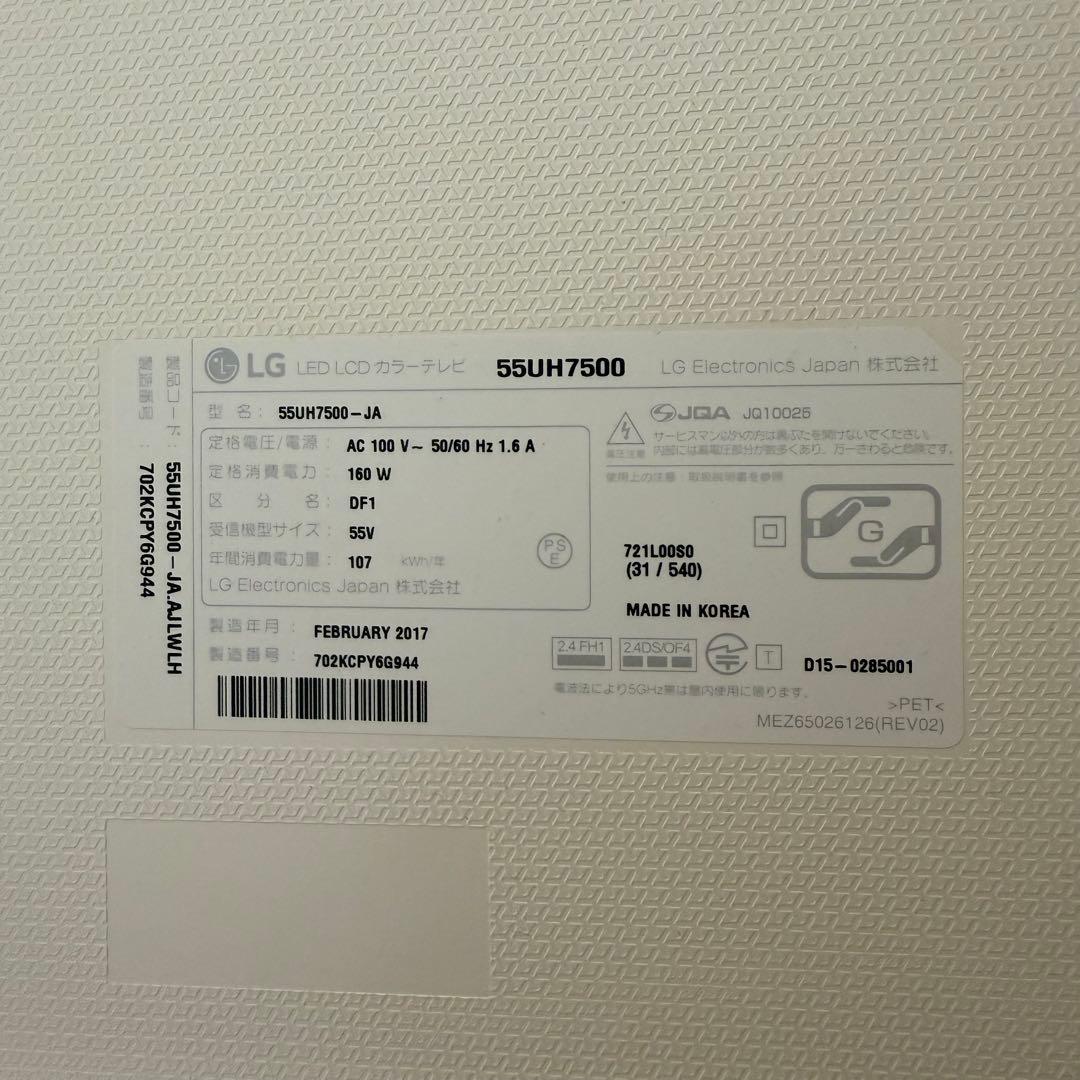 LG LED LCD カラーテレビ 55UH7500 LG Electronics Japan 株式会社
型 名: 55UH7500-JA
定格電圧/電源: AC 100 V~ 50/60 Hz 1.6 A
定格消費電力: 160 W
区 分 名: DF1
受信機型サイズ: 55V
年間消費電力量: 107 kWh/年
LG Electronics Japan 株式会社
PS E
製造年月: FEBRUARY 2017
製造番号: 702KCPY6G944
JQA JQ10025
高圧注意
サービスマン以外の方は裏ぶたを開けないでください。
内部には高電圧部分が数多くあり、万一さわると危険です。
使用上の注意: 取扱説明書を参照
G
721L00S0
(31 / 540)
MADE IN KOREA
2.4 FH1 2.4DS/OF4 T D15-0285001
電波法により5GHz帯は屋内使用に限ります。
>PET<
MEZ65026126(REV02)
製品コード: 55UH7500-JA.AJLWLH
製造番号: 702KCPY6G944